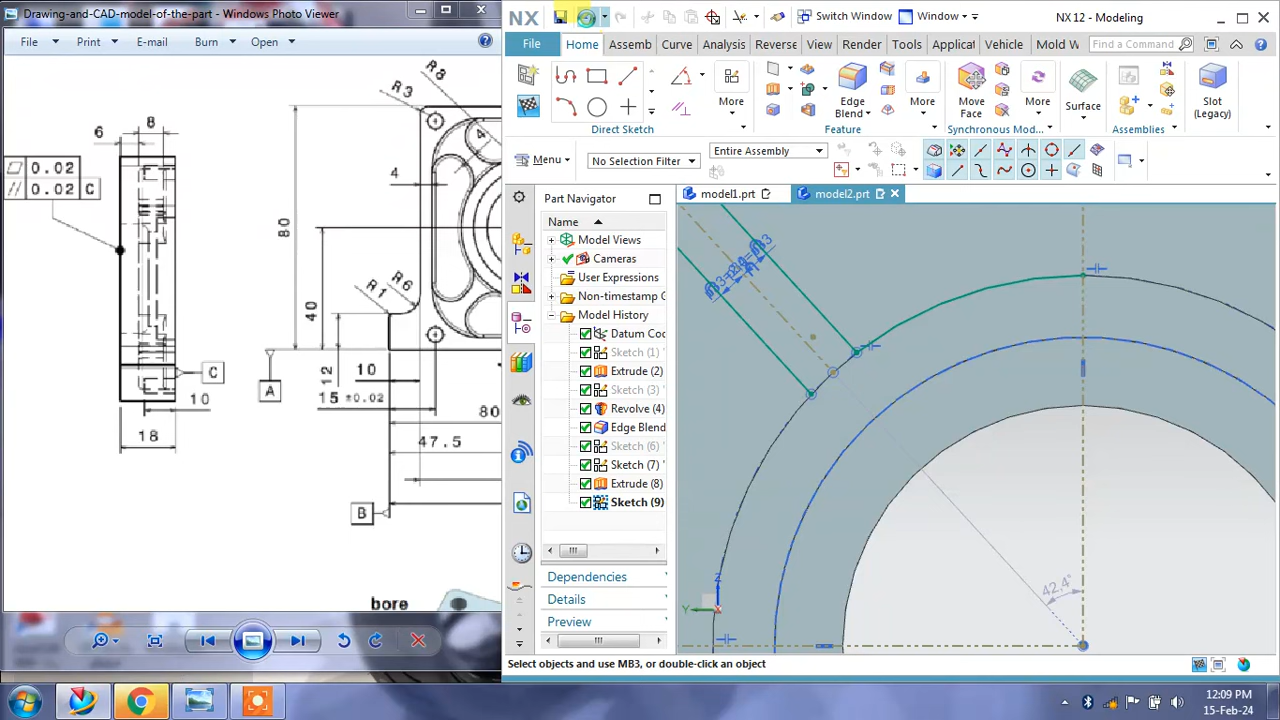 Drawing-and-CAD-model-of-the-part - Windows Photo Viewer
File Print E-mail Burn Open
6
8
0.02
0.02 C
C
10
18
R3
R8
4
4
80
40
R1
R6
A
12
10
15 ±0.02
80
47.5
B
bore
NX
Switch Window
Window
NX 12 - Modeling
File
Home
Assemb
Curve
Analysis
Reverse
View
Render
Tools
Applicat
Vehicle
Mold W
Find a Command
More
Edge Blend
More
Move Face
More
Surface
Slot (Legacy)
Direct Sketch
Feature
Synchronous Mod...
Assemblies
Menu
No Selection Filter
Entire Assembly
model1.prt
model2.prt
Part Navigator
Name
Model Views
Cameras
User Expressions
Non-timestamp G
Model History
Datum Coo
Sketch (1) "
Extrude (2)
Sketch (3) "
Revolve (4)
Edge Blend
Sketch (6) "
Sketch (7) "
Extrude (8)
Sketch (9)
Dependencies
Details
Preview
42.4°
Y
Z
Select objects and use MB3, or double-click an object
12:09 PM
15-Feb-24